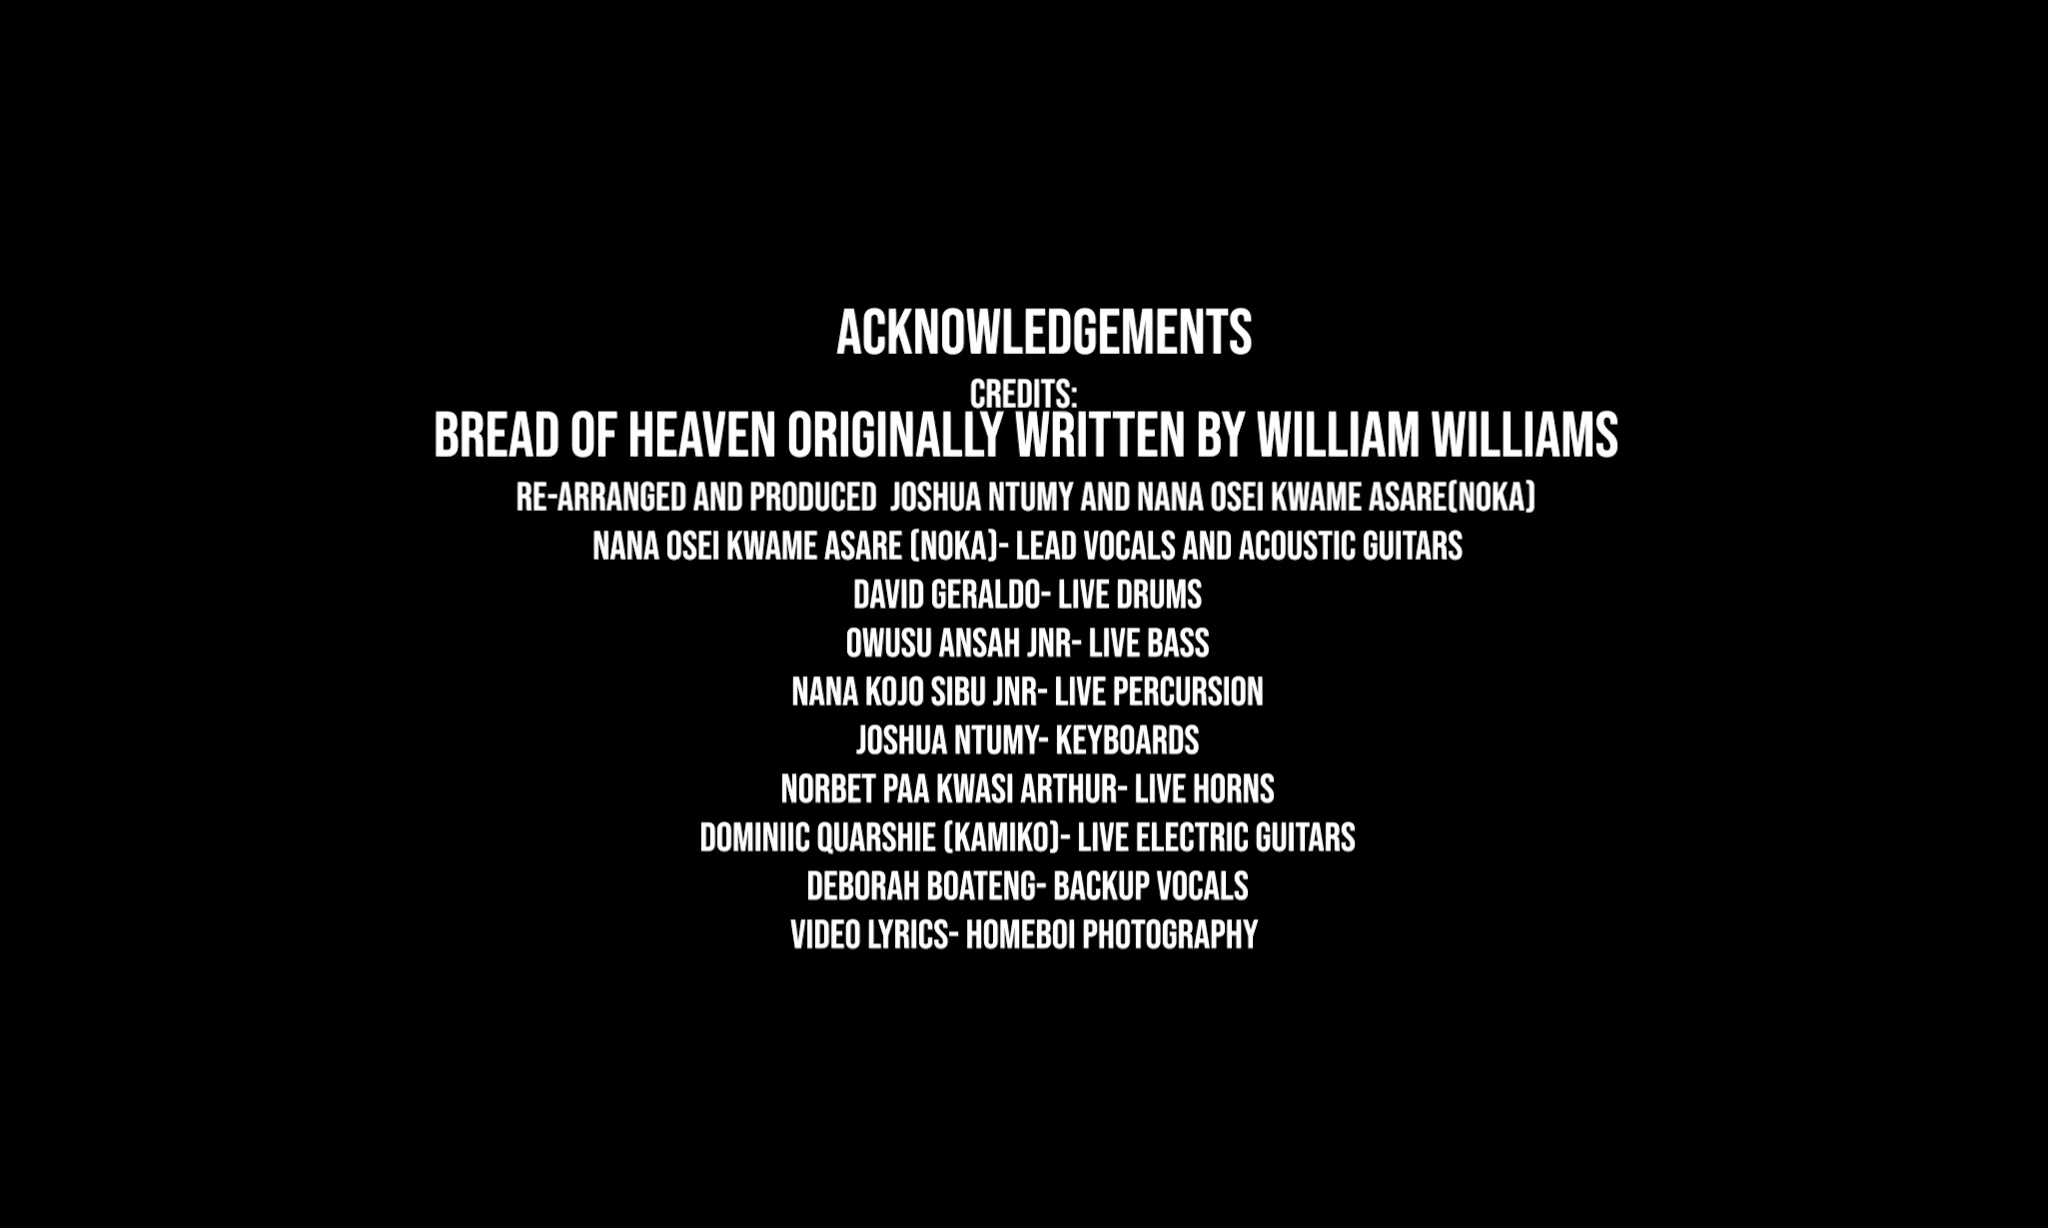 ACKNOWLEDGEMENTS
CREDITS:
BREAD OF HEAVEN ORIGINALLY WRITTEN BY WILLIAM WILLIAMS
RE-ARRANGED AND PRODUCED  JOSHUA NTUMY AND NANA OSEI KWAME ASARE(NOKA)
NANA OSEI KWAME ASARE (NOKA)- LEAD VOCALS AND ACOUSTIC GUITARS
DAVID GERALDO- LIVE DRUMS
OWUSU ANSAH JNR- LIVE BASS
NANA KOJO SIBU JNR- LIVE PERCURSION
JOSHUA NTUMY- KEYBOARDS
NORBET PAA KWASI ARTHUR- LIVE HORNS
DOMINIIC QUARSHIE (KAMIKO)- LIVE ELECTRIC GUITARS
DEBORAH BOATENG- BACKUP VOCALS
VIDEO LYRICS- HOMEBOI PHOTOGRAPHY